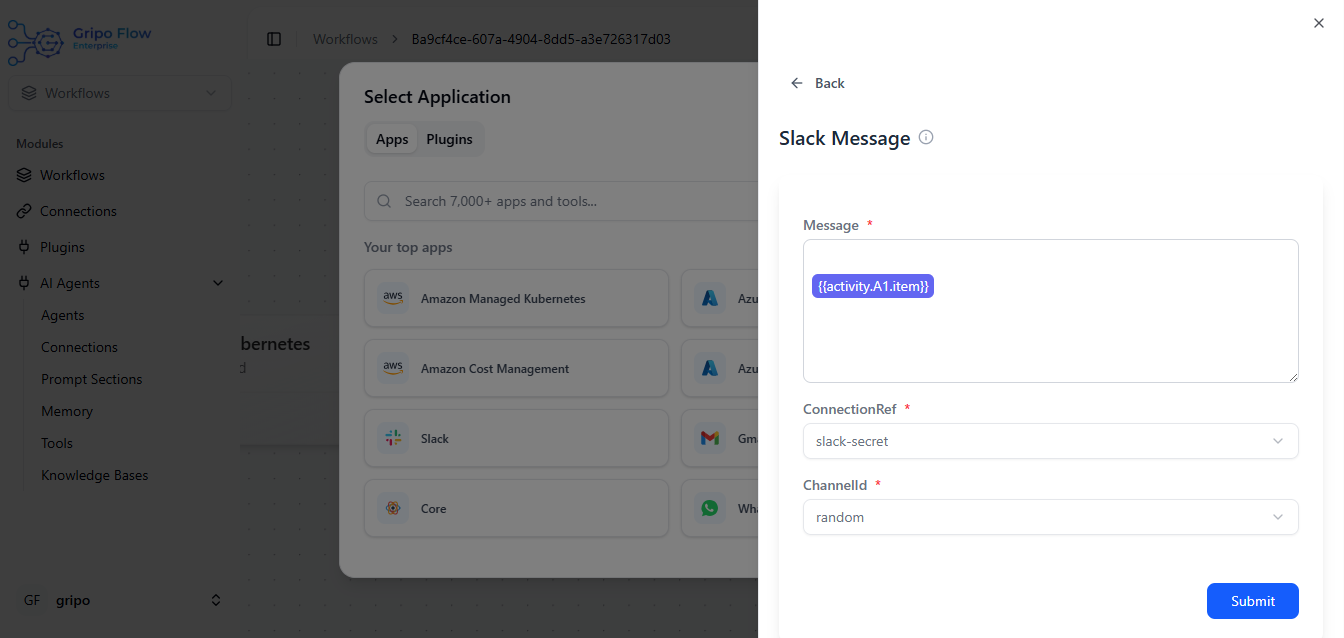 Gripo Flow
Enterprise
Workflows
Modules
Workflows
Connections
Plugins
AI Agents
Agents
Connections
Prompt Sections
Memory
Tools
Knowledge Bases
GF gripo
Workflows > Ba9cf4ce-607a-4904-8dd5-a3e726317d03
bernetes
d
Select Application
Apps Plugins
Search 7,000+ apps and tools...
Your top apps
aws Amazon Managed Kubernetes
Azu
aws Amazon Cost Management
Azu
Slack
Gma
Core
Wha
Back
Slack Message
Message *
{{activity.A1.item}}
ConnectionRef *
slack-secret
ChannelId *
random
Submit